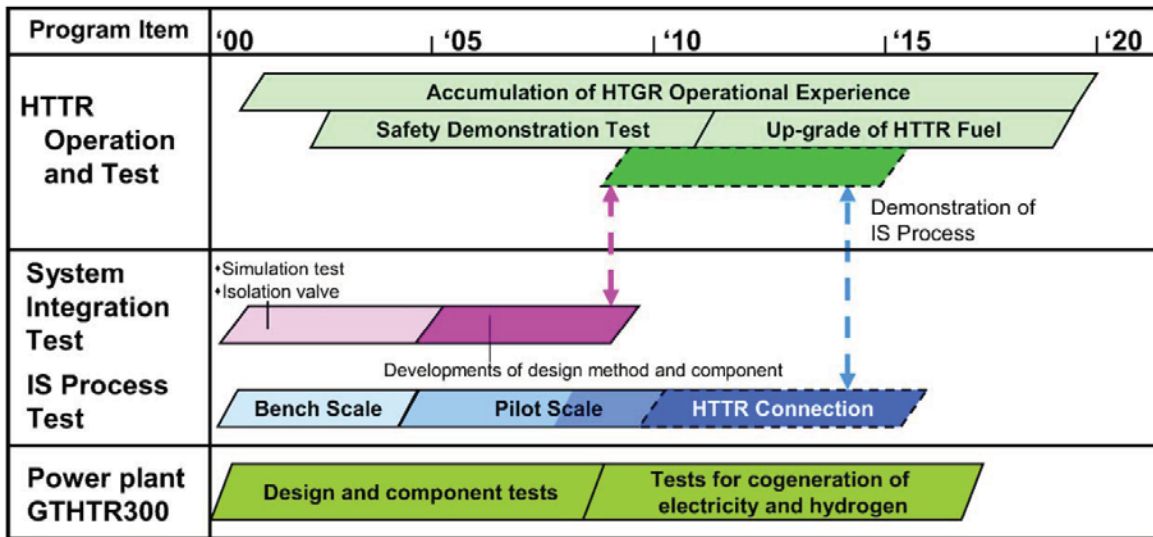 Program Item
‘00
‘05
‘10
‘15
‘20
HTTR
Operation
and Test
Accumulation of HTGR Operational Experience
Safety Demonstration Test
Up-grade of HTTR Fuel
Demonstration of
IS Process
System
Integration
Test
•Simulation test
•Isolation valve
Developments of design method and component
IS Process
Test
Bench Scale
Pilot Scale
HTTR Connection
Power plant
GTHTR300
Design and component tests
Tests for cogeneration of
electricity and hydrogen